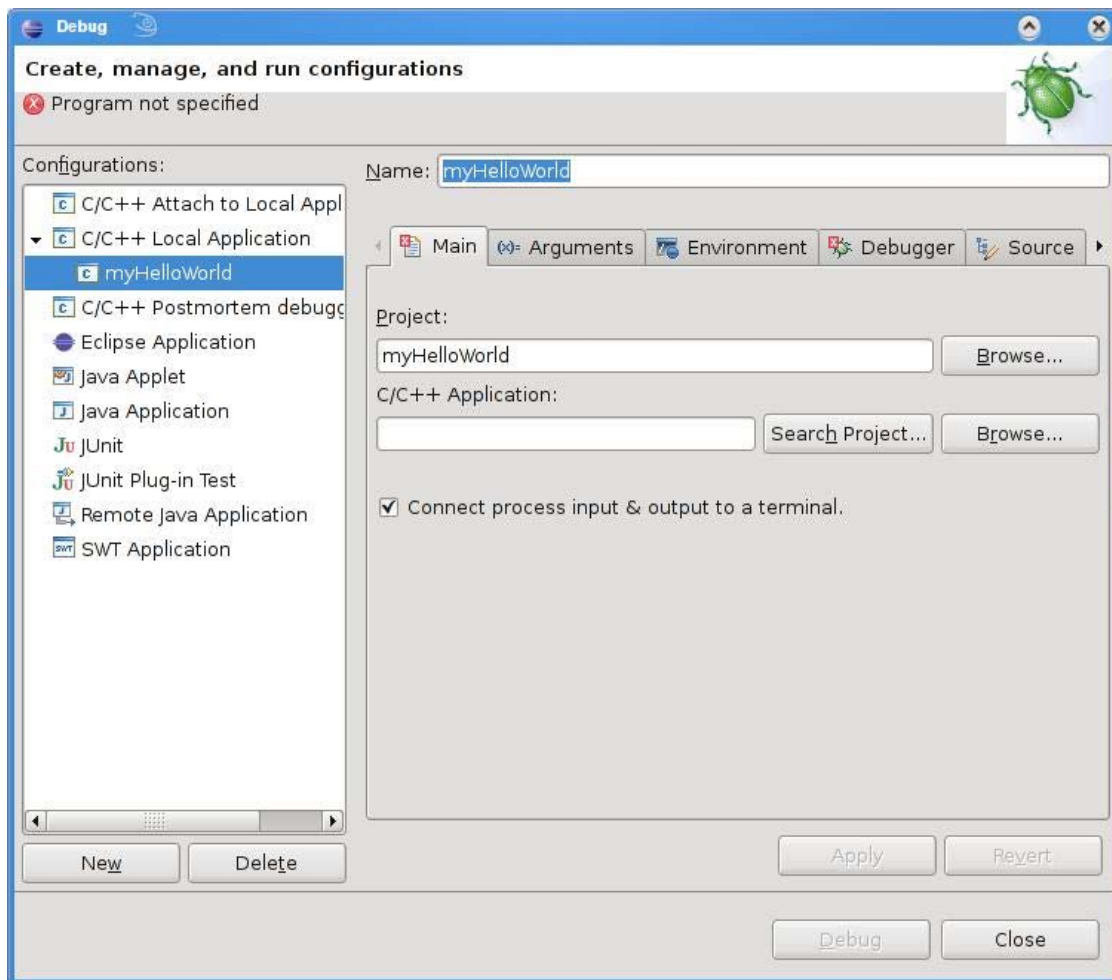 Debug
Create, manage, and run configurations
Program not specified
Configurations:
C/C++ Attach to Local Appl
C/C++ Local Application
myHelloWorld
C/C++ Postmortem debugg
Eclipse Application
Java Applet
Java Application
JUnit
JUnit Plug-in Test
Remote Java Application
SWT Application
New Delete
Name: myHelloWorld
Main (x)= Arguments Environment Debugger Source
Project:
myHelloWorld Browse...
C/C++ Application:
Search Project... Browse...
Connect process input & output to a terminal.
Apply Revert
Debug Close